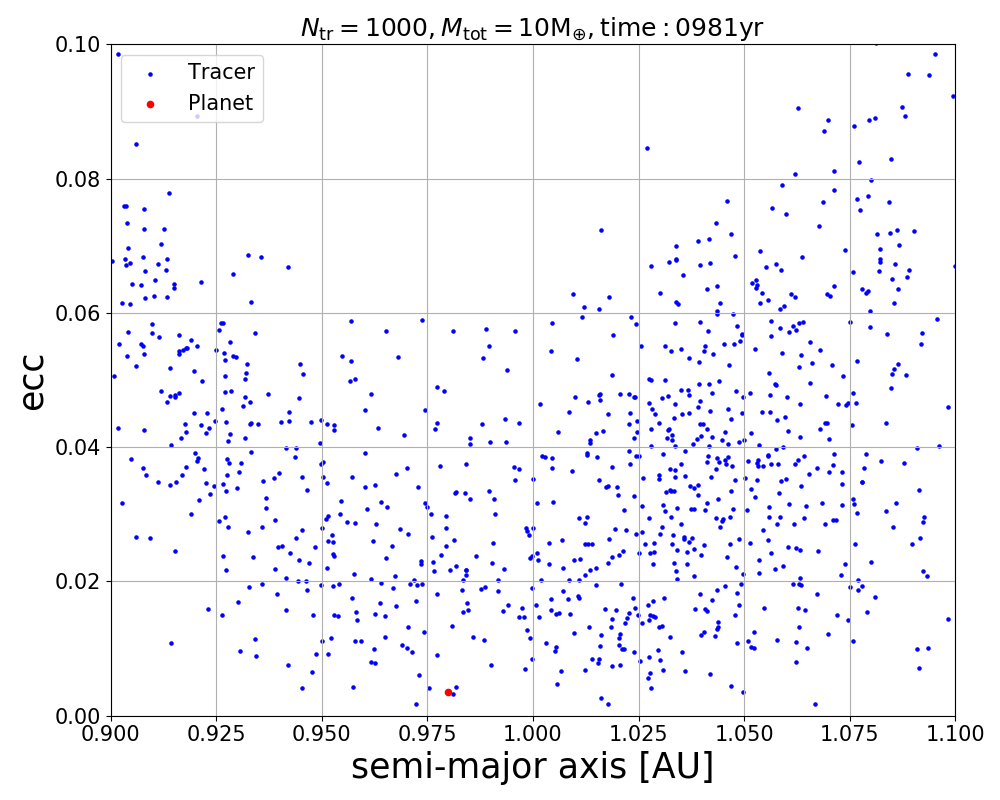 N_tr = 1000, M_tot = 10M_⊕, time : 0981yr
0.10
Tracer
Planet
0.08
0.06
ecc
0.04
0.02
0.00
0.900 0.925 0.950 0.975 1.000 1.025 1.050 1.075 1.100
semi-major axis [AU]